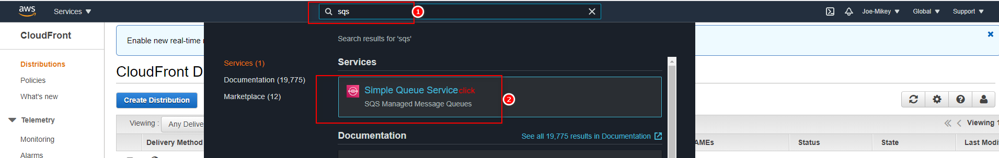 aws
Services
sqs
1
Joe-Mikey
Global
Support
CloudFront
Enable new real-time
Search results for 'sqs'
Distributions
Policies
What's new
Telemetry
Monitoring
Alarms
CloudFront D
Create Distribution
Viewing :
Any Delive
Delivery Method
Services (1)
Documentation (19,775)
Marketplace (12)
Services
Simple Queue Service click
SQS Managed Message Queues
2
Documentation
See all 19,775 results in Documentation
Viewing 1
AMEs
Status
State
Last Modi